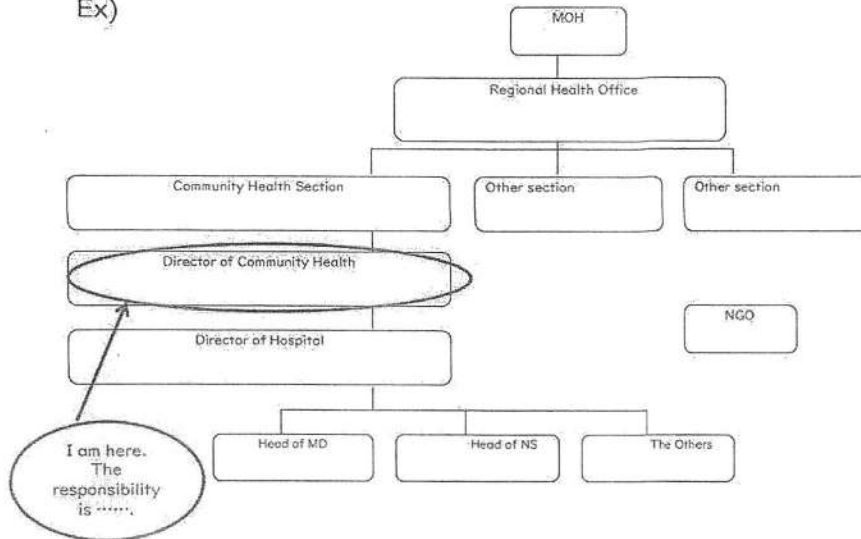 Ex)
MOH
Regional Health Office
Community Health Section
Other section
Other section
Director of Community Health
NGO
Director of Hospital
Head of MD
Head of NS
The Others
I am here.
The
responsibility
is ⋯⋯.